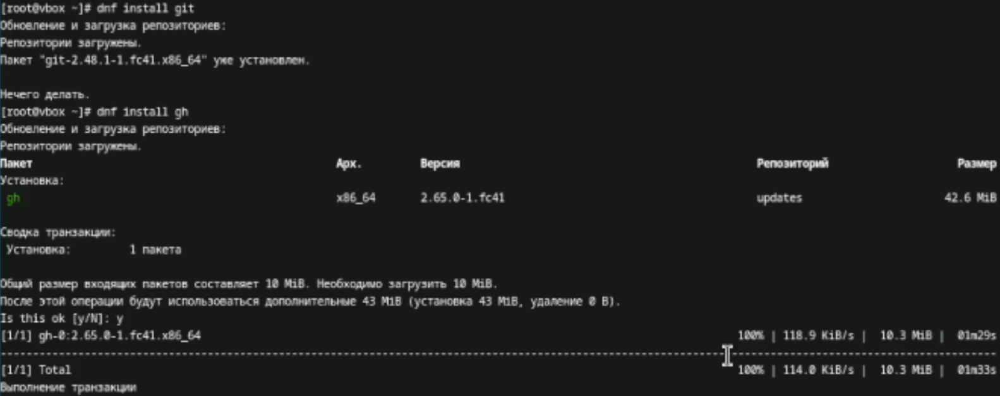 [root@vbox ~]# dnf install git
Обновление и загрузка репозиториев:
Репозитории загружены.
Пакет "git-2.48.1-1.fc41.x86_64" уже установлен.
Нечего делать.
[root@vbox ~]# dnf install gh
Обновление и загрузка репозиториев:
Репозитории загружены.
Пакет Арх. Версия Репозиторий Размер
Установка:
gh x86_64 2.65.0-1.fc41 updates 42.6 MiB
Сводка транзакции:
Установка: 1 пакета
Общий размер входящих пакетов составляет 10 MiB. Необходимо загрузить 10 MiB.
После этой операции будут использоваться дополнительные 43 MiB (установка 43 MiB, удаление 0 B).
Is this ok [y/N]: y
[1/1] gh-0:2.65.0-1.fc41.x86_64 100% | 118.9 KiB/s | 10.3 MiB | 01m29s
[1/1] Total 100% | 114.0 KiB/s | 10.3 MiB | 01m33s
Выполнение транзакции